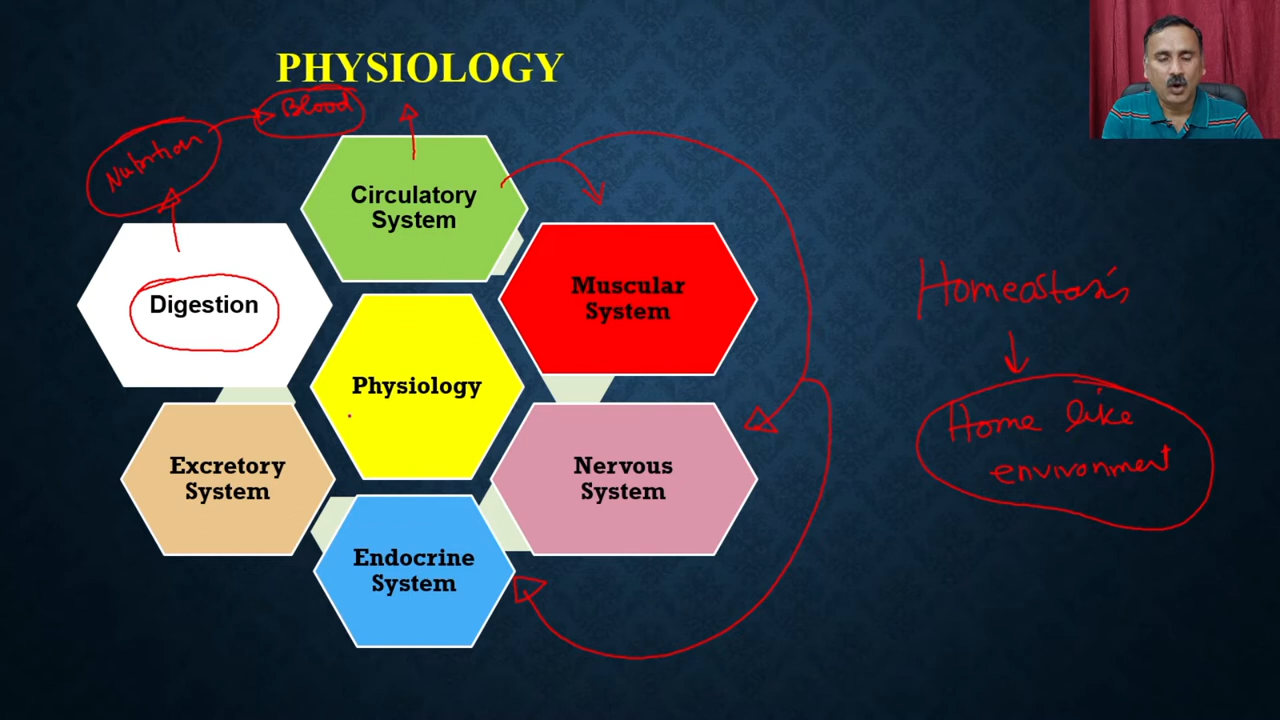 PHYSIOLOGY
Blood
Nutrition
Circulatory
System
Muscular
System
Digestion
Homeostasis
Physiology
Home like
environment
Excretory
System
Nervous
System
Endocrine
System